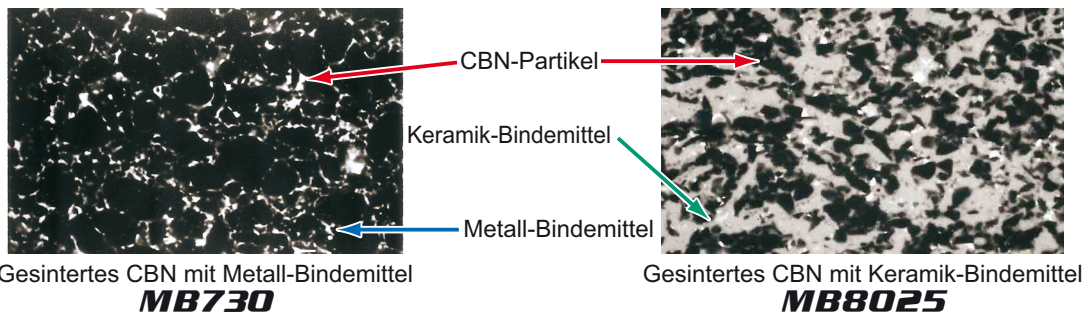 CBN-Partikel
Keramik-Bindemittel
Metall-Bindemittel
Gesintertes CBN mit Metall-Bindemittel
MB730
Gesintertes CBN mit Keramik-Bindemittel
MB8025